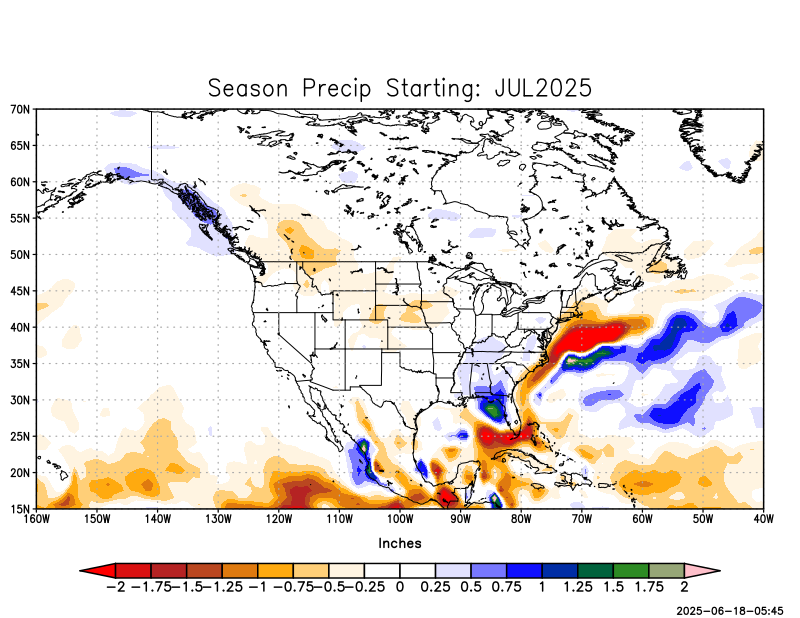 Season Precip Starting: JUL2025
70N
65N
60N
55N
50N
45N
40N
35N
30N
25N
20N
15N
160W 150W 140W 130W 120W 110W 100W 90W 80W 70W 60W 50W 40W
Inches
-2 -1.75-1.5-1.25 -1 -0.75-0.5-0.25 0 0.25 0.5 0.75 1 1.25 1.5 1.75 2
2025-06-18-05:45